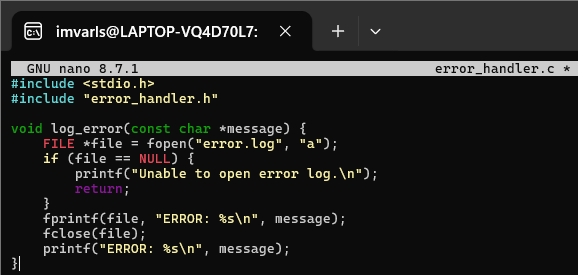 imvarls@LAPTOP-VQ4D70L7:
GNU nano 8.7.1 error_handler.c *
#include <stdio.h>
#include "error_handler.h"

void log_error(const char *message) {
    FILE *file = fopen("error.log", "a");
    if (file == NULL) {
        printf("Unable to open error log.\n");
        return;
    }
    fprintf(file, "ERROR: %s\n", message);
    fclose(file);
    printf("ERROR: %s\n", message);
}